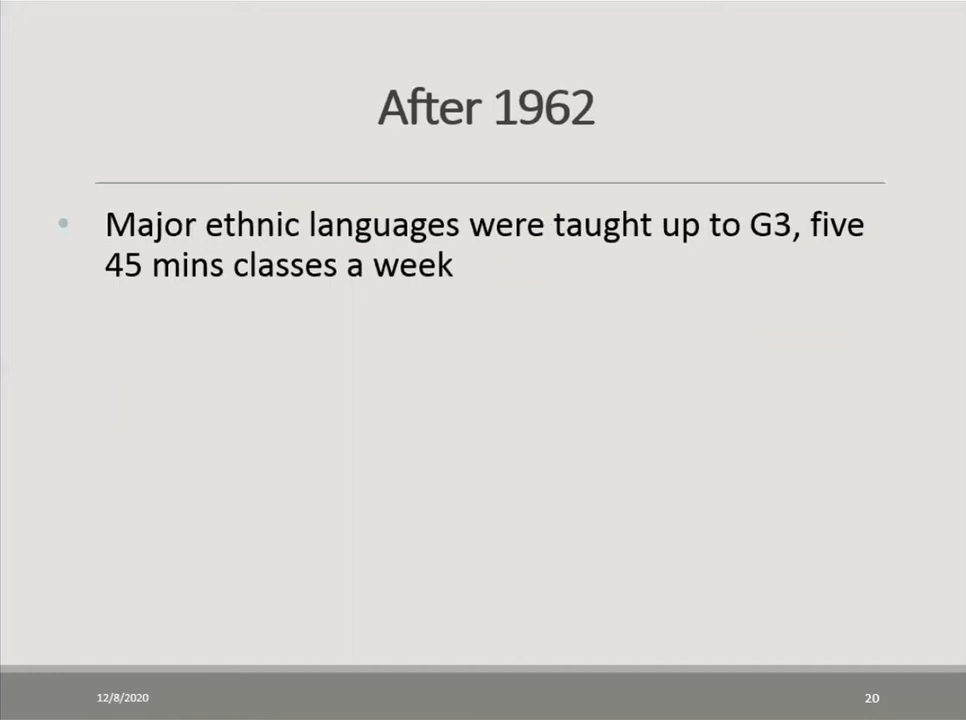 After 1962
• Major ethnic languages were taught up to G3, five
45 mins classes a week
12/8/2020
20